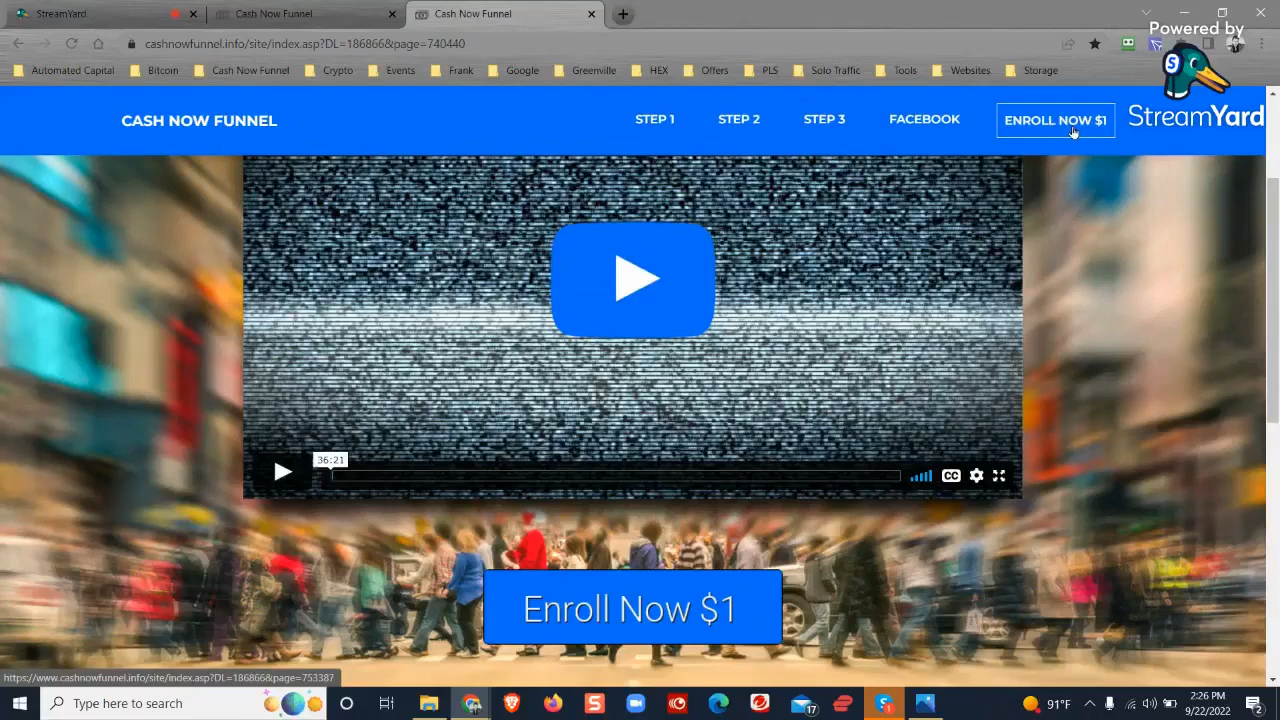 StreamYard
Cash Now Funnel
Cash Now Funnel
Powered by
cashnowfunnel.info/site/index.asp?DL=186866&page=740440
Automated Capital
Bitcoin
Cash Now Funnel
Crypto
Events
Frank
Google
Greenville
HEX
Offers
PLS
Solo Traffic
Tools
Websites
Storage
S
StreamYard
CASH NOW FUNNEL
STEP 1
STEP 2
STEP 3
FACEBOOK
ENROLL NOW $1
36:21
CC
Enroll Now $1
https://www.cashnowfunnel.info/site/index.asp?DL=186866&page=753387
Type here to search
S
17
S
1
91°F
2:26 PM
9/22/2022
2